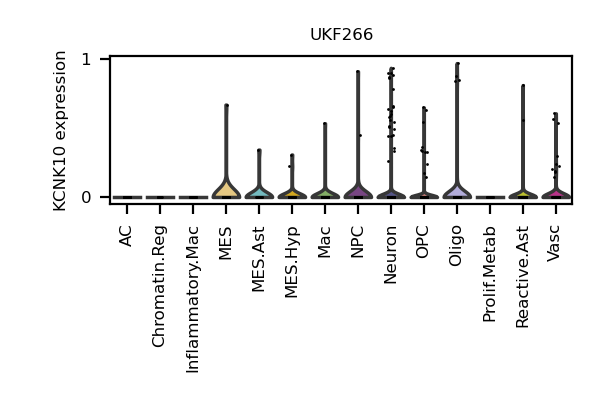 UKF266
KCNK10 expression
1
0
AC
Chromatin.Reg
Inflammatory.Mac
MES
MES.Ast
MES.Hyp
Mac
NPC
Neuron
OPC
Oligo
Prolif.Metab
Reactive.Ast
Vasc